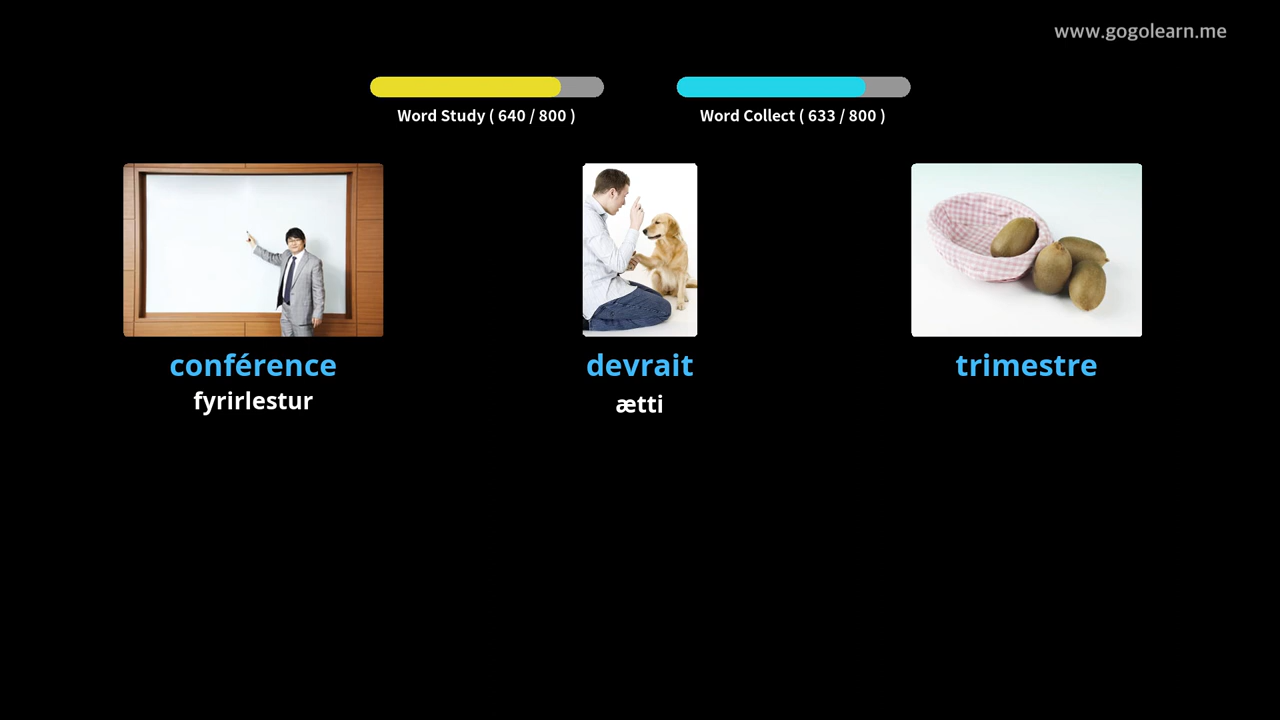 www.gogolearn.me
Word Study ( 640 / 800 )
Word Collect ( 633 / 800 )
conférence
fyrirlestur
devrait
ætti
trimestre